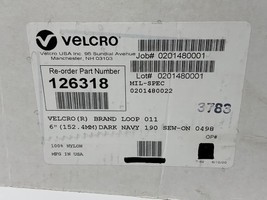 VELCRO
Velcro USA Inc. 95 Sundial Avenue
Manchester, NH 03103
Job# 0201480001
Lot# 0201480001
Re-order Part Number
126318
MIL-SPEC
0201480022
3783
VELCRO(R) BRAND LOOP 011
6"(152.4MM)DARK NAVY 190 SEW-ON 0498
100% NYLON
MFG IN USA
OP#